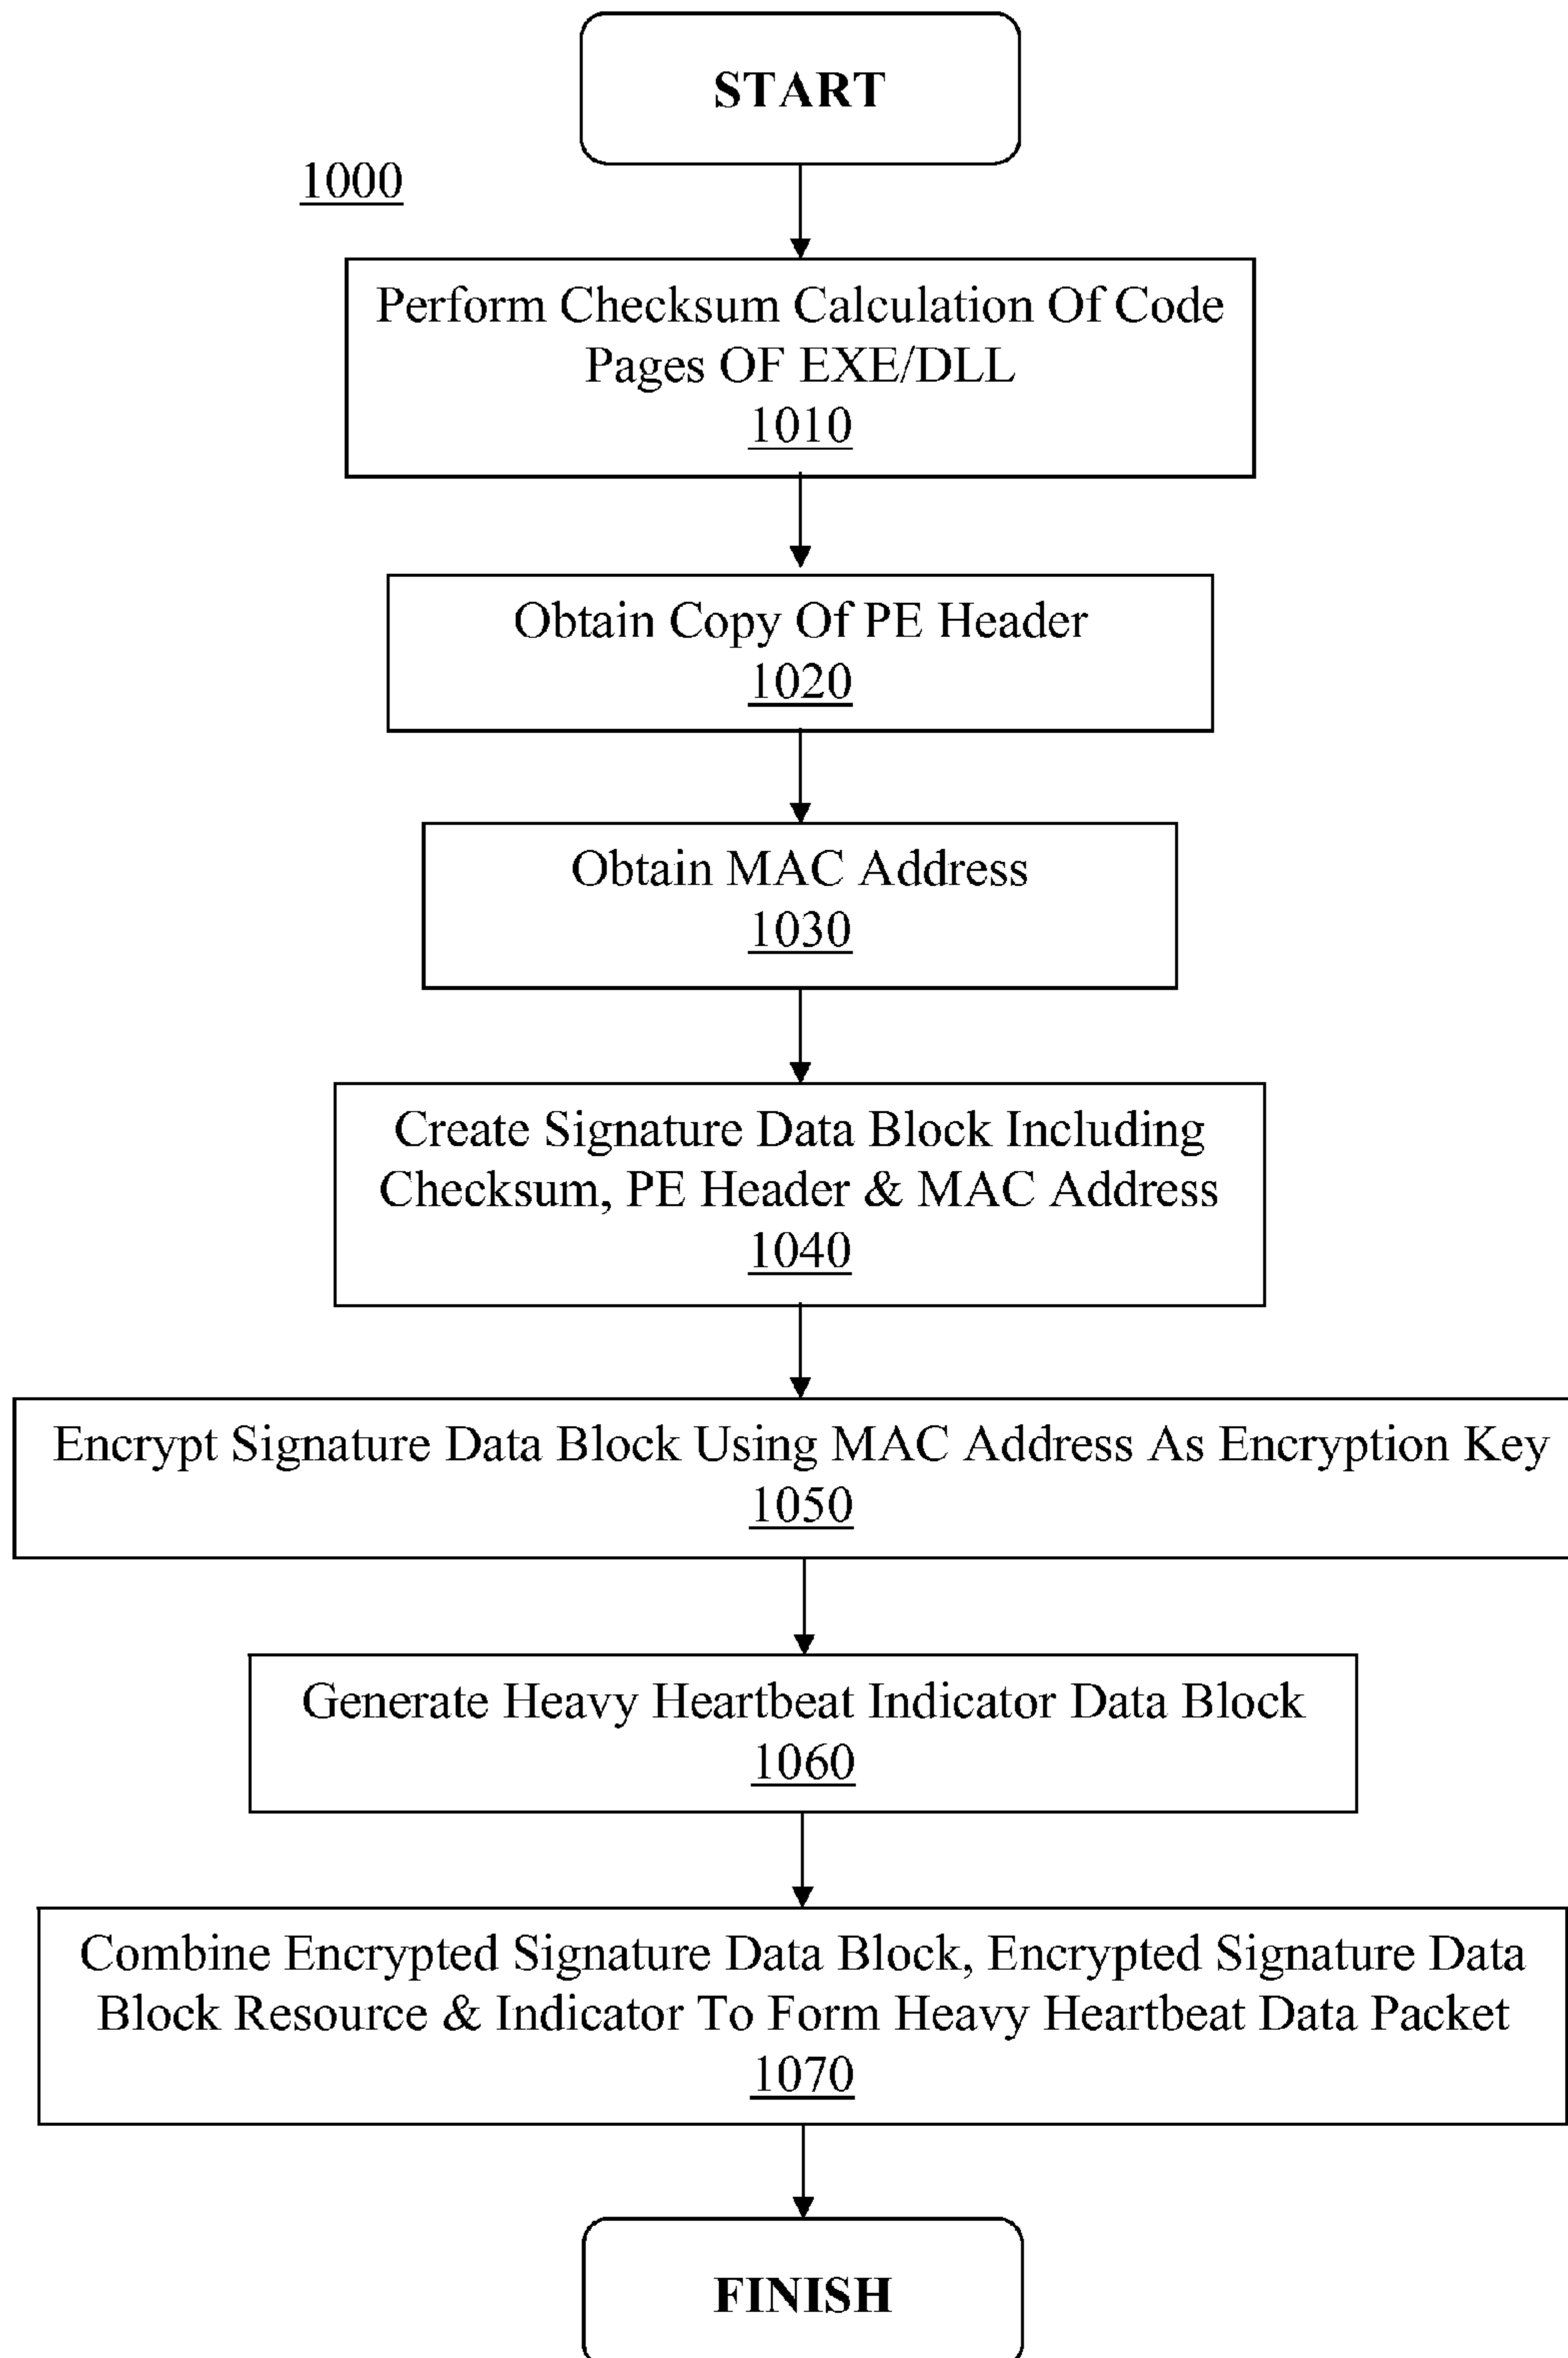 START
1000
Perform Checksum Calculation Of Code
Pages OF EXE/DLL
1010
Obtain Copy Of PE Header
1020
Obtain MAC Address
1030
Create Signature Data Block Including
Checksum, PE Header & MAC Address
1040
Encrypt Signature Data Block Using MAC Address As Encryption Key
1050
Generate Heavy Heartbeat Indicator Data Block
1060
Combine Encrypted Signature Data Block, Encrypted Signature Data
Block Resource & Indicator To Form Heavy Heartbeat Data Packet
1070
FINISH